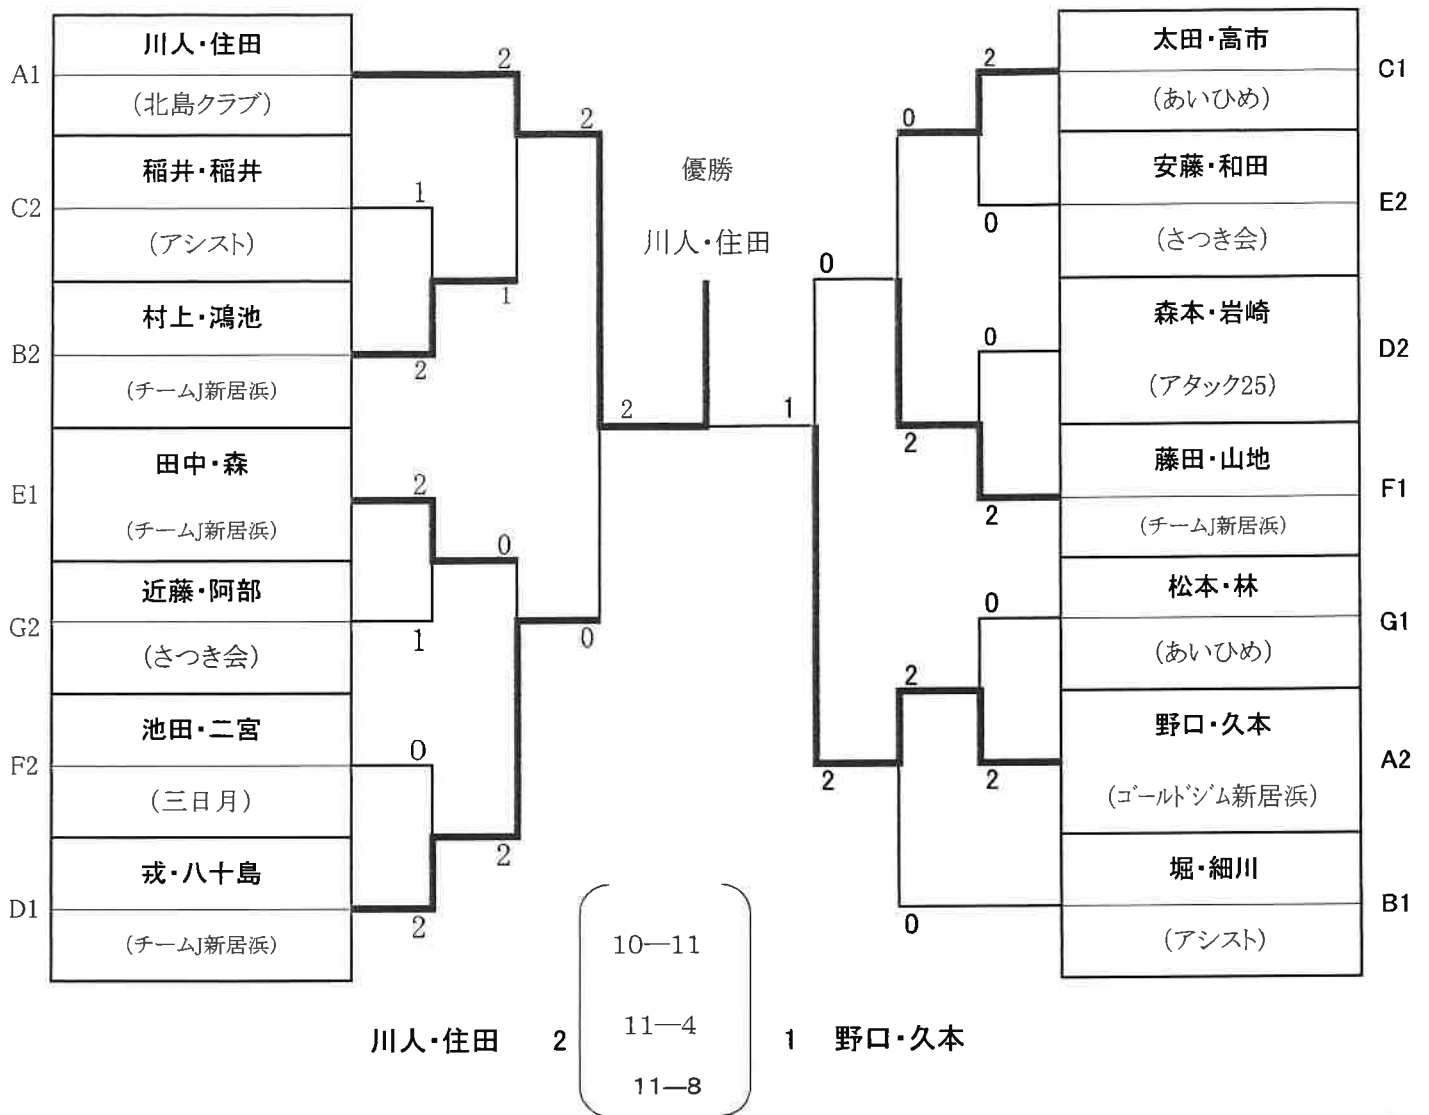 川人・住田
A1
(北島クラブ)
稲井・稲井
C2
(アシスト)
村上・鴻池
B2
(チームJ新居浜)
田中・森
E1
(チームJ新居浜)
近藤・阿部
G2
(さつき会)
池田・二宮
F2
(三日月)
戎・八十島
D1
(チームJ新居浜)
2
1
2
1
2
2
1
0
0
2
2
0
0
2
優勝
川人・住田
1
0
2
0
2
2
0
2
0
0
2
0
2
0
太田・高市
C1
(あいひめ)
安藤・和田
E2
(さつき会)
森本・岩崎
D2
(アタック25)
藤田・山地
F1
(チームJ新居浜)
松本・林
G1
(あいひめ)
野口・久本
A2
(ｺﾞｰﾙﾄﾞｼﾞﾑ新居浜)
堀・細川
B1
(アシスト)
10―11
11―4
川人・住田 2 1 野口・久本
11―8